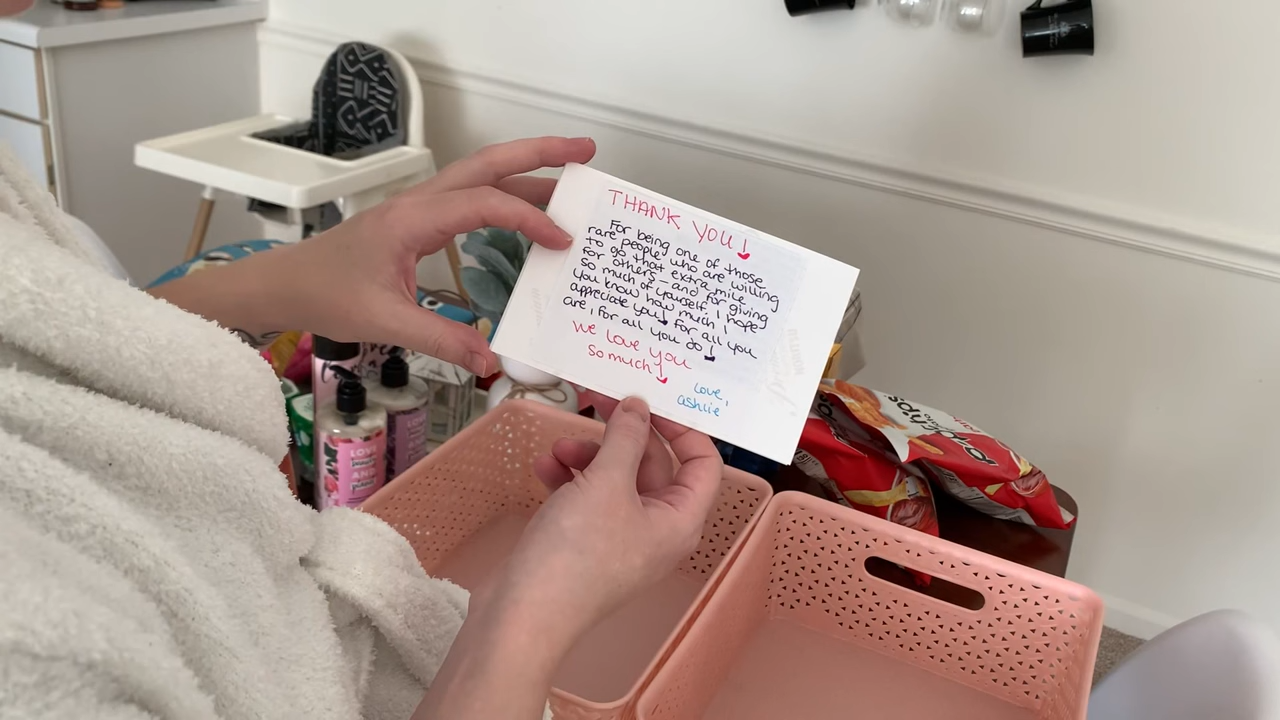 THANK YOU!
For being one of those
rare people who are willing
to go that extra mile
for others - and for giving
so much of yourself. I hope
you know how much I
appreciate you! for all you
are, for all you do!
We love you
so much!
love,
ashlie
LOVE
AND